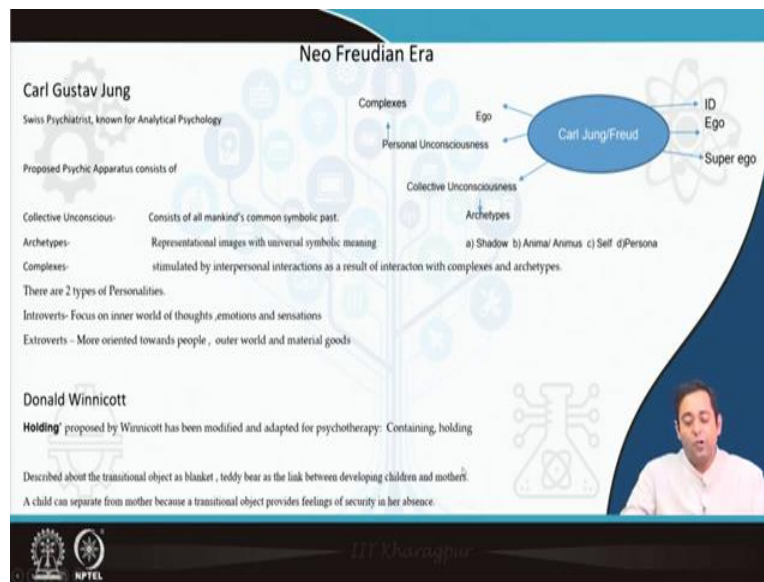 Neo Freudian Era
Carl Gustav Jung
Swiss Psychiatrist, known for Analytical Psychology
Proposed Psychic Apparatus consists of
Complexes
Ego
Personal Unconsciousness
Collective Unconsciousness
Archetypes
a) Shadow b) Anima/ Animus c) Self d)Persona
Carl Jung/Freud
ID
Ego
Super ego
Collective Unconscious- Consists of all mankind's common symbolic past.
Archetypes- Representational images with universal symbolic meaning
Complexes- stimulated by interpersonal interactions as a result of interacton with complexes and archetypes.
There are 2 types of Personalities.
Introverts- Focus on inner world of thoughts ,emotions and sensations
Extroverts – More oriented towards people , outer world and material goods
Donald Winnicott
Holding' proposed by Winnicott has been modified and adapted for psychotherapy: Containing, holding
Described about the transitional object as blanket , teddy bear as the link between developing children and mothers.
A child can separate from mother because a transitional object provides feelings of security in her absence.
IIT Kharagpur
NPTEL